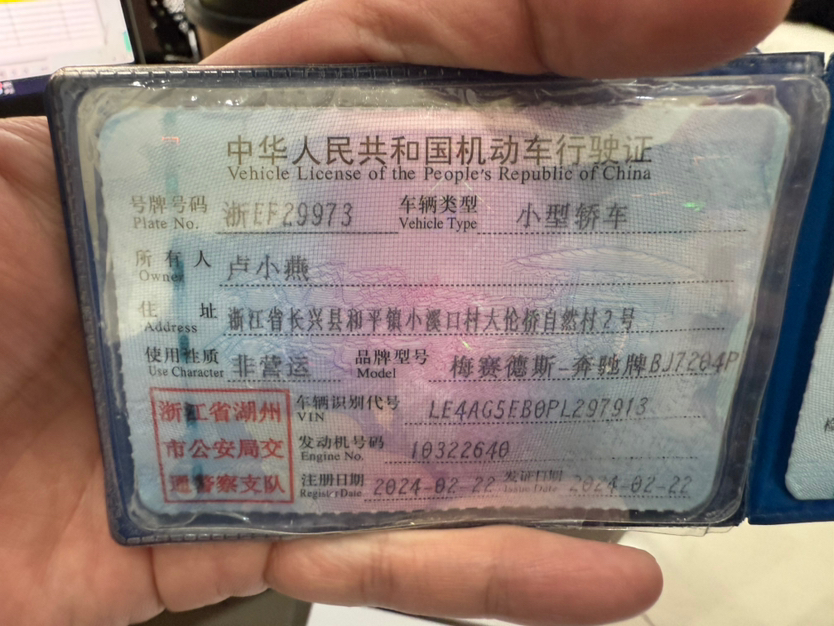 中华人民共和国机动车行驶证
Vehicle License of the People's Republic of China
号牌号码 Plate No. 浙EF29973 车辆类型 Vehicle Type 小型轿车
所有人 Owner 卢小燕
住址 Address 浙江省长兴县和平镇小溪口村大伦桥自然村2号
使用性质 Use Character 非营运 品牌型号 Model 梅赛德斯-奔驰牌BJ7204P
浙江省湖州
市公安局交
通警察支队
车辆识别代号 VIN LE4AG5EB0PL297913
发动机号码 Engine No. 10322640
注册日期 Register Date 2024-02-22 发证日期 Issue Date 2024-02-22